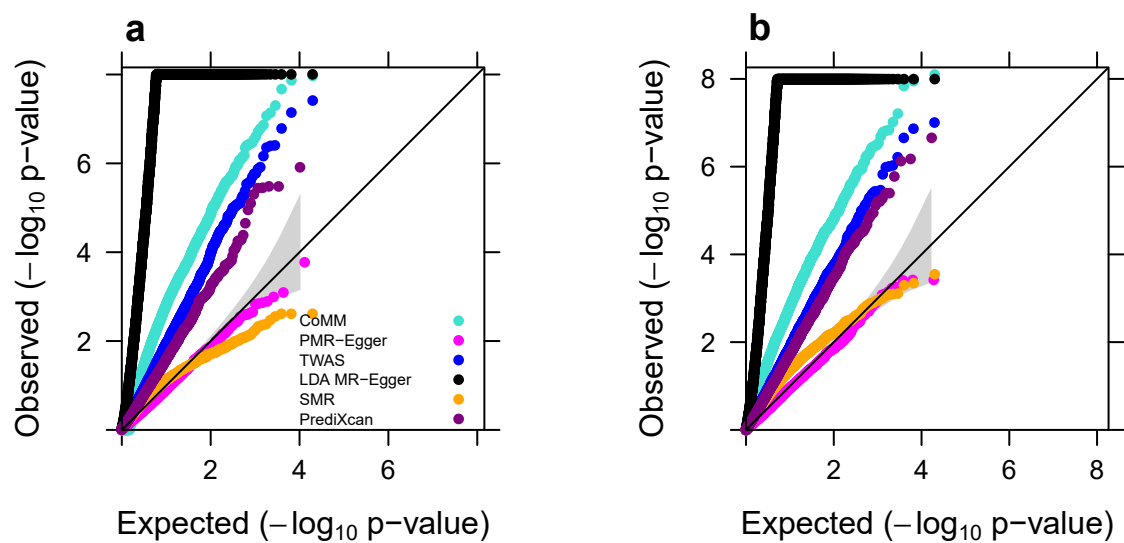 a
Observed (−log10 p−value)
6
4
2
CoMM
PMR−Egger
TWAS
LDA MR−Egger
SMR
PrediXcan
2 4 6
Expected (−log10 p−value)
b
Observed (−log10 p−value)
8
6
4
2
2 4 6 8
Expected (−log10 p−value)